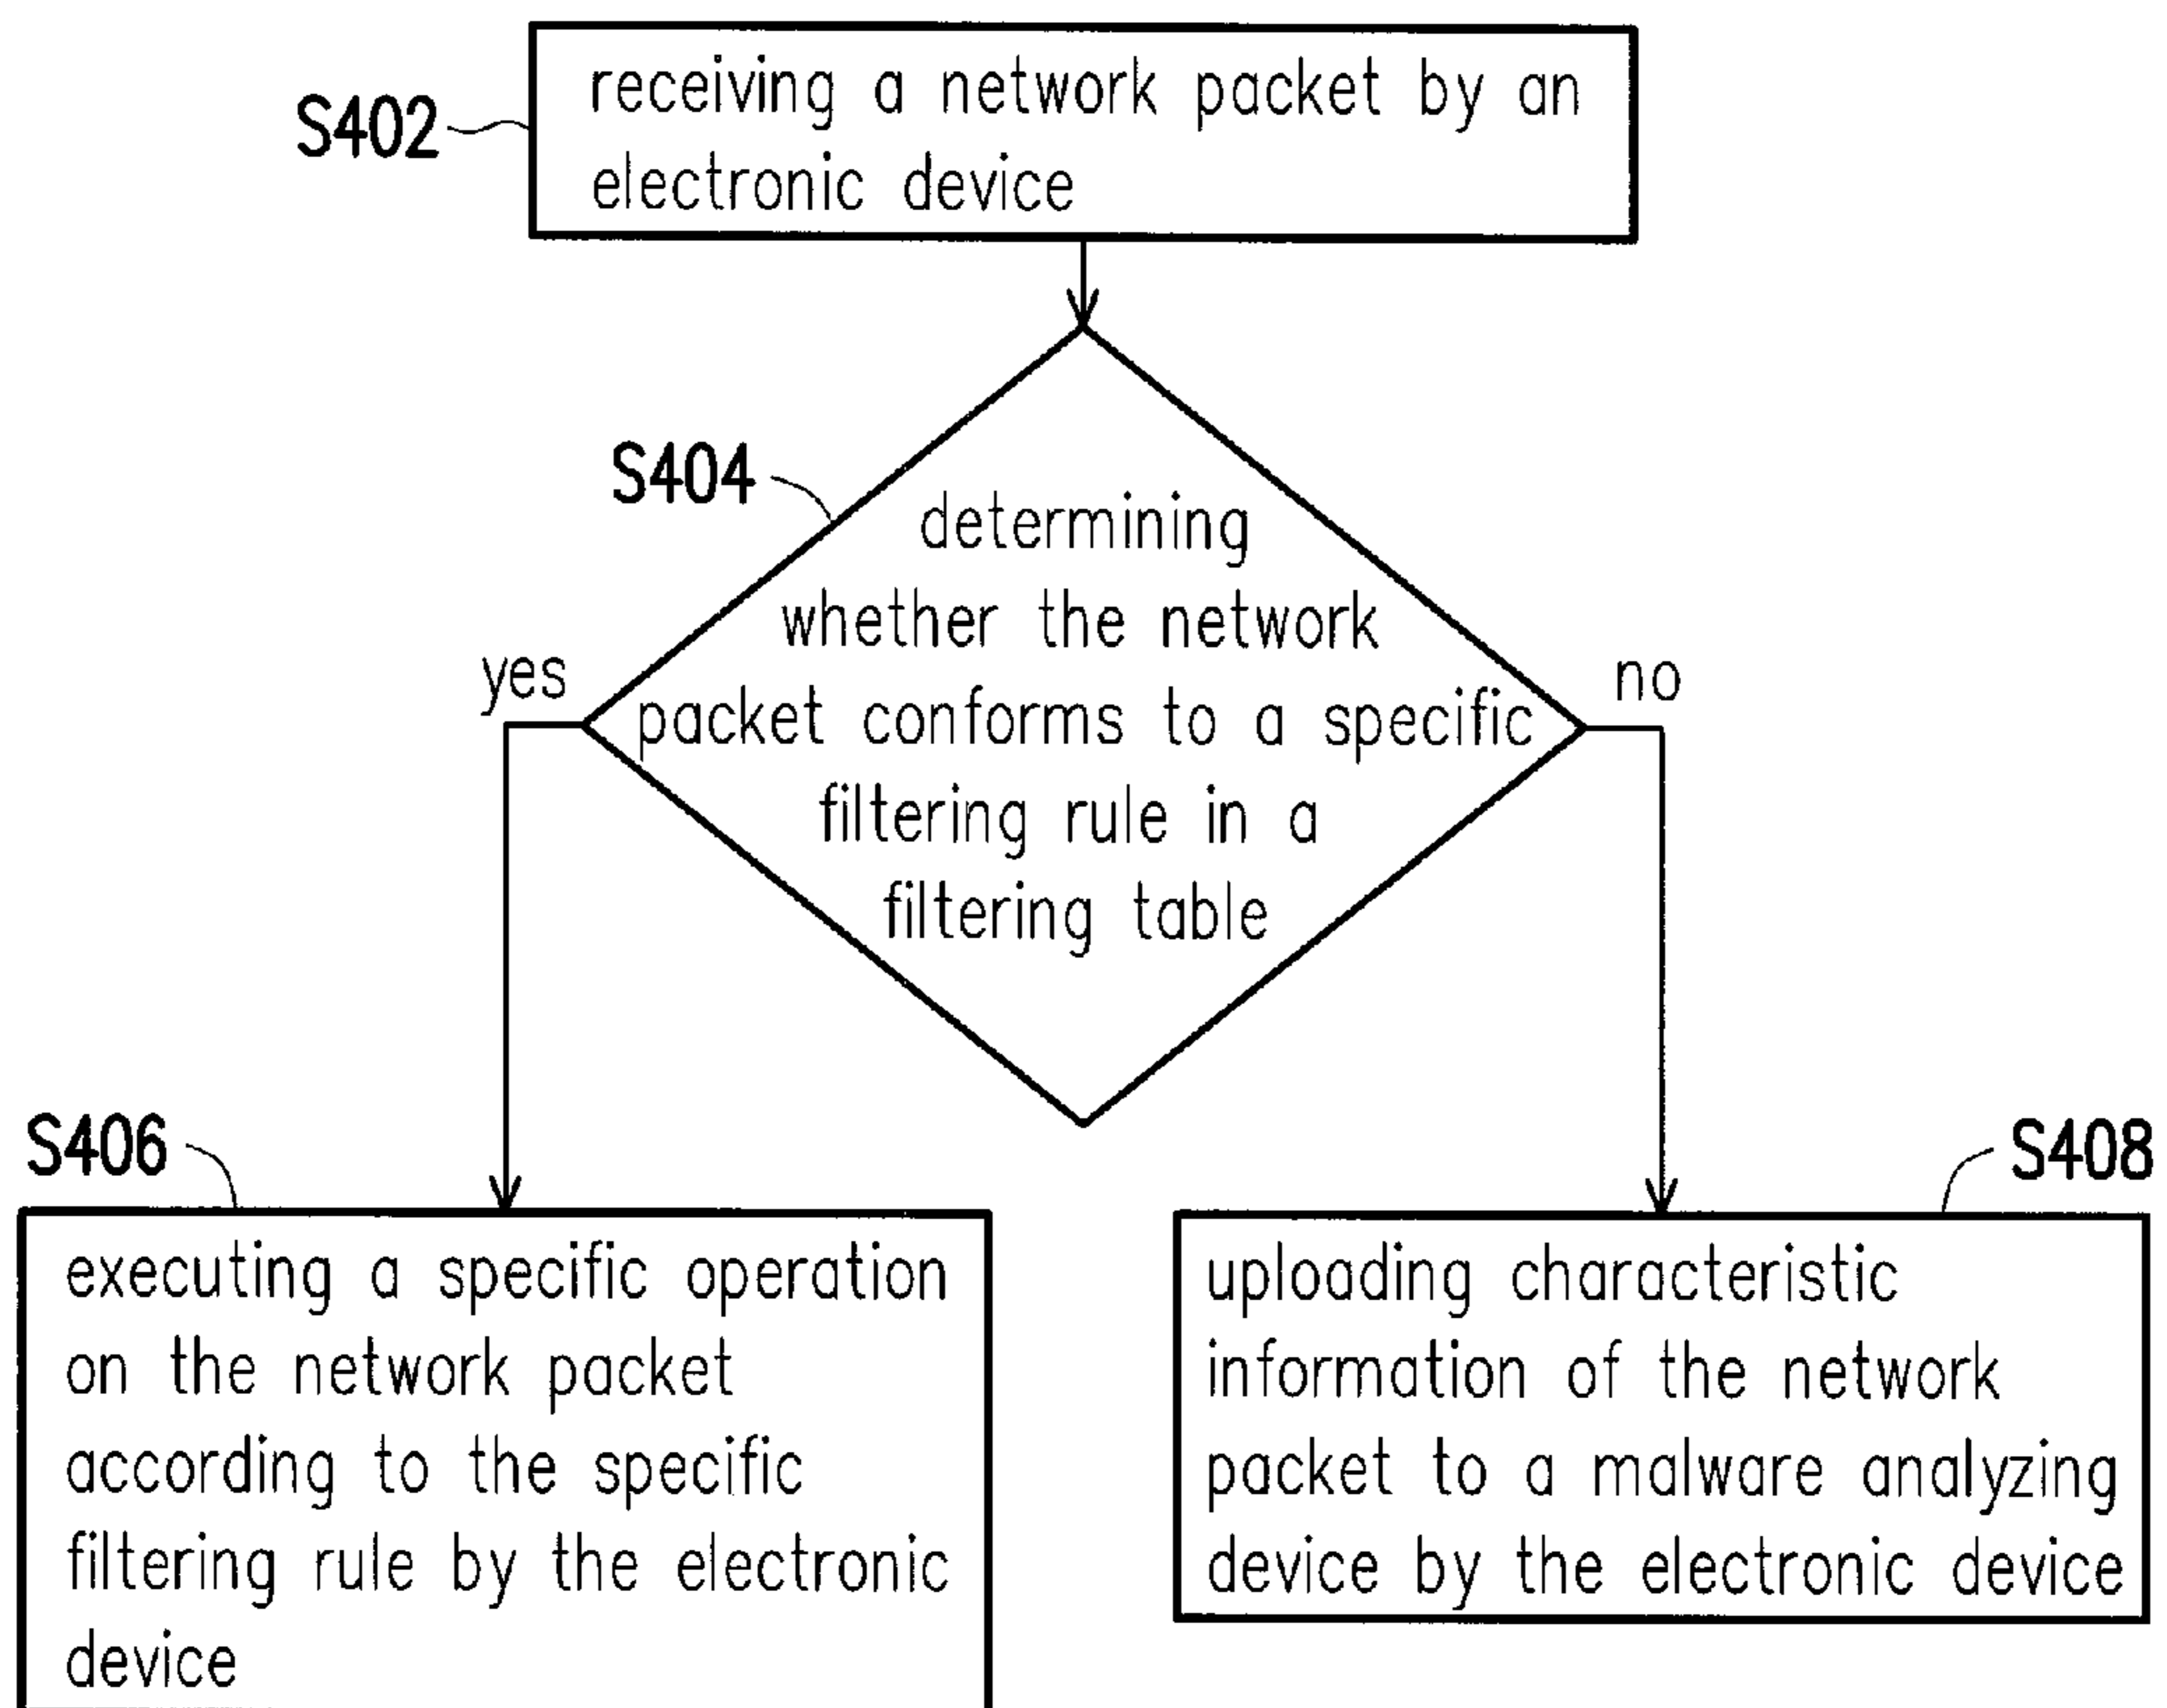 S402
receiving a network packet by an
electronic device
S404
determining
whether the network
packet conforms to a specific
filtering rule in a
filtering table
yes
no
S406
executing a specific operation
on the network packet
according to the specific
filtering rule by the electronic
device
S408
uploading characteristic
information of the network
packet to a malware analyzing
device by the electronic device